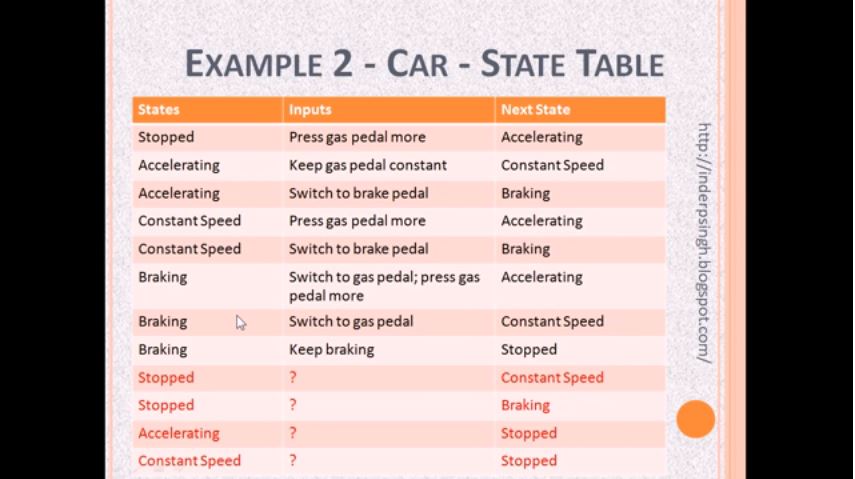 EXAMPLE 2 - CAR - STATE TABLE
States Inputs Next State
Stopped Press gas pedal more Accelerating
Accelerating Keep gas pedal constant Constant Speed
Accelerating Switch to brake pedal Braking
Constant Speed Press gas pedal more Accelerating
Constant Speed Switch to brake pedal Braking
Braking Switch to gas pedal; press gas Accelerating
pedal more
Braking Switch to gas pedal Constant Speed
Braking Keep braking Stopped
Stopped ? Constant Speed
Stopped ? Braking
Accelerating ? Stopped
Constant Speed ? Stopped
http://inderpsingh.blogspot.com/